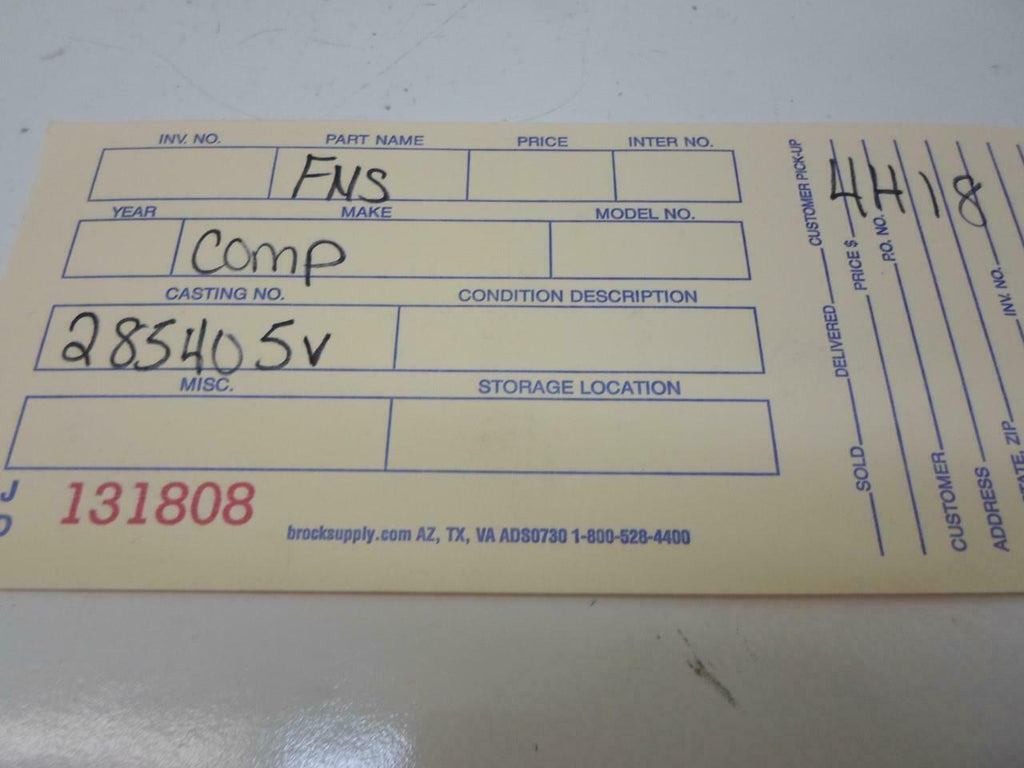 INV. NO. PART NAME PRICE INTER NO.
FNS
YEAR MAKE MODEL NO.
Comp
CASTING NO. CONDITION DESCRIPTION
285405v
MISC. STORAGE LOCATION
J
131808
brocksupply.com AZ, TX, VA ADS0730 1-800-528-4400
SOLD DELIVERED CUSTOMER PICK-UP
PRICE $
P.O. NO.
CUSTOMER
ADDRESS INV. NO.
STATE, ZIP
4418